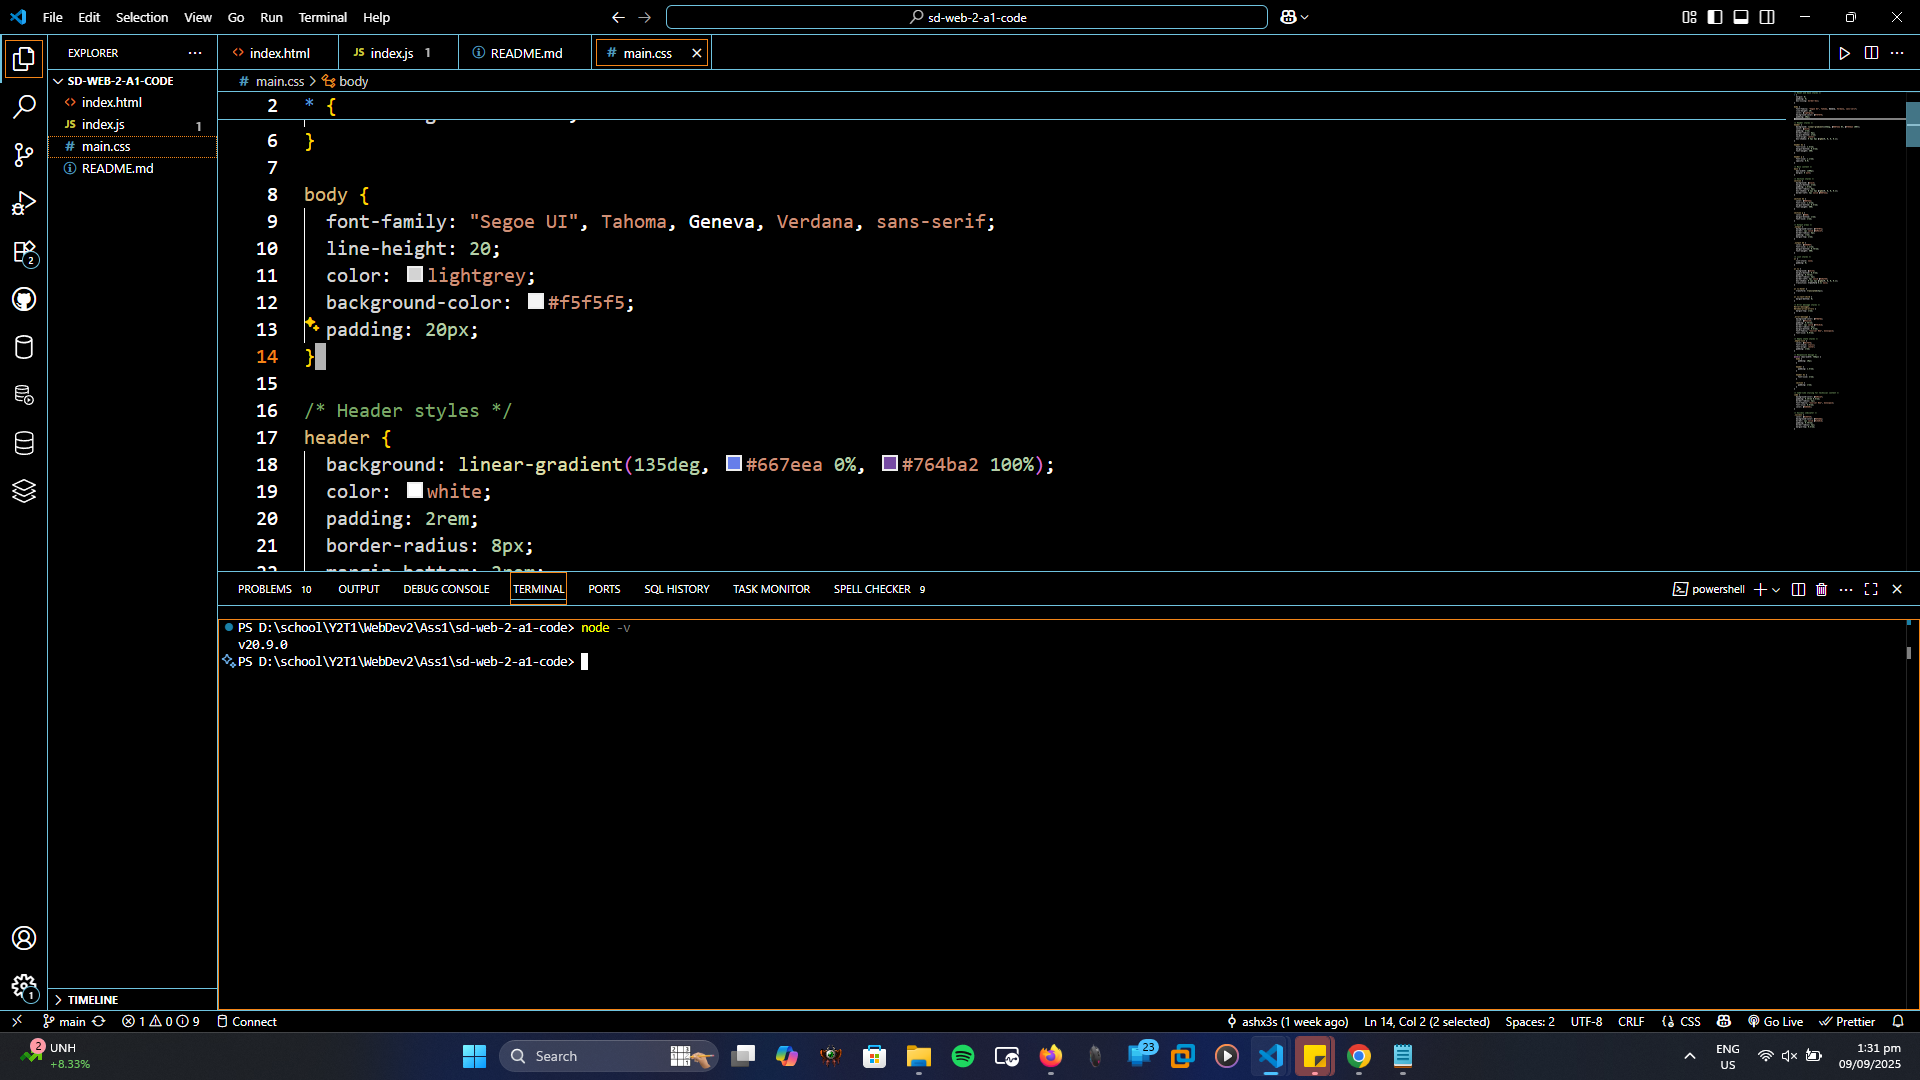 File Edit Selection View Go Run Terminal Help
sd-web-2-a1-code
EXPLORER
index.html
JS index.js 1
README.md
# main.css
SD-WEB-2-A1-CODE
index.html
JS index.js 1
# main.css
README.md
# main.css > body
2 * {
6 }
7
8 body {
9 font-family: "Segoe UI", Tahoma, Geneva, Verdana, sans-serif;
10 line-height: 20;
11 color: lightgrey;
12 background-color: #f5f5f5;
13 padding: 20px;
14 }
15
16 /* Header styles */
17 header {
18 background: linear-gradient(135deg, #667eea 0%, #764ba2 100%);
19 color: white;
20 padding: 2rem;
21 border-radius: 8px;
PROBLEMS 10 OUTPUT DEBUG CONSOLE TERMINAL PORTS SQL HISTORY TASK MONITOR SPELL CHECKER 9
powershell
PS D:\school\Y2T1\WebDev2\Ass1\sd-web-2-a1-code> node -v
v20.9.0
PS D:\school\Y2T1\WebDev2\Ass1\sd-web-2-a1-code>
2
1
TIMELINE
main 1 0 9 Connect
ashx3s (1 week ago) Ln 14, Col 2 (2 selected) Spaces: 2 UTF-8 CRLF {} CSS Go Live Prettier
2
UNH
+8.33%
Search
23
ENG
US
1:31 pm
09/09/2025